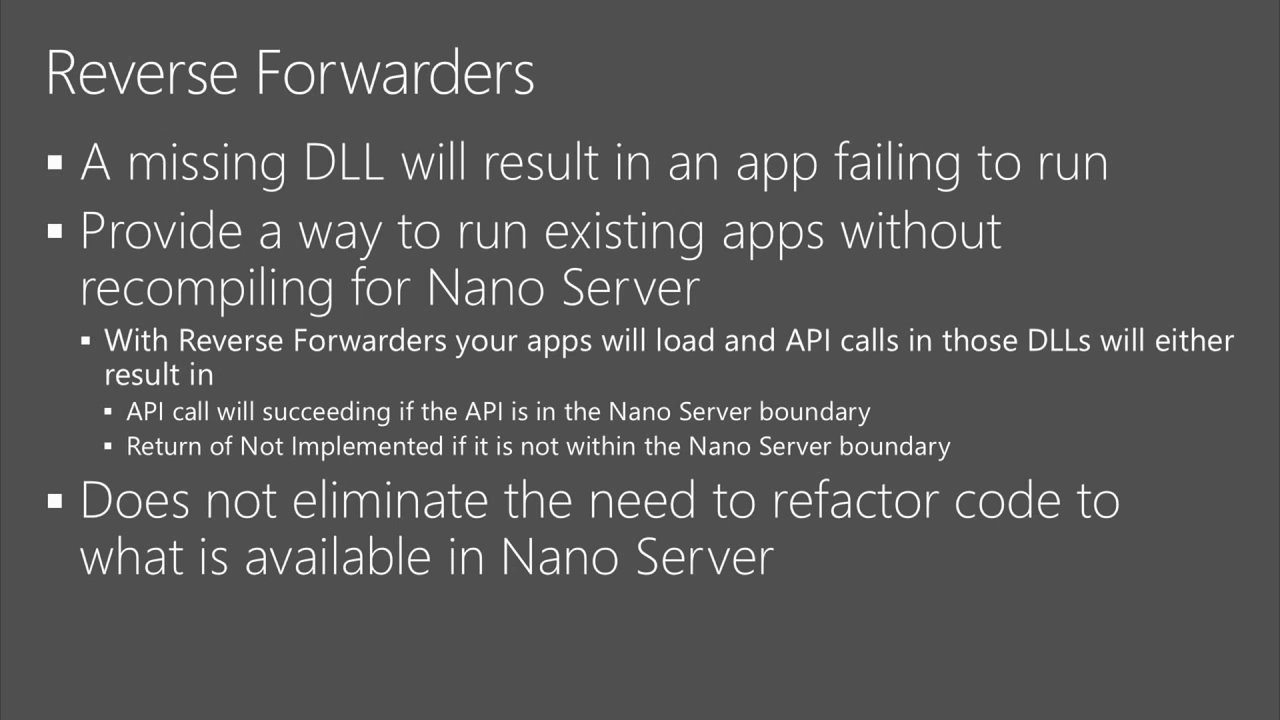 Reverse Forwarders
▪ A missing DLL will result in an app failing to run
▪ Provide a way to run existing apps without
recompiling for Nano Server
▪ With Reverse Forwarders your apps will load and API calls in those DLLs will either
result in
▪ API call will succeeding if the API is in the Nano Server boundary
▪ Return of Not Implemented if it is not within the Nano Server boundary
▪ Does not eliminate the need to refactor code to
what is available in Nano Server